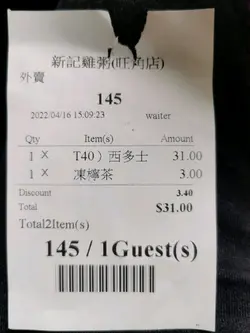 新記雞粥(旺角店)
外賣
145
2022/04/16 15:09:23 waiter
Qty Item(s) Amount
1 X T40）西多士 31.00
1 X 凍檸茶 3.00
Discount 3.40
Total $31.00
Total2Item(s)
145 / 1Guest(s)